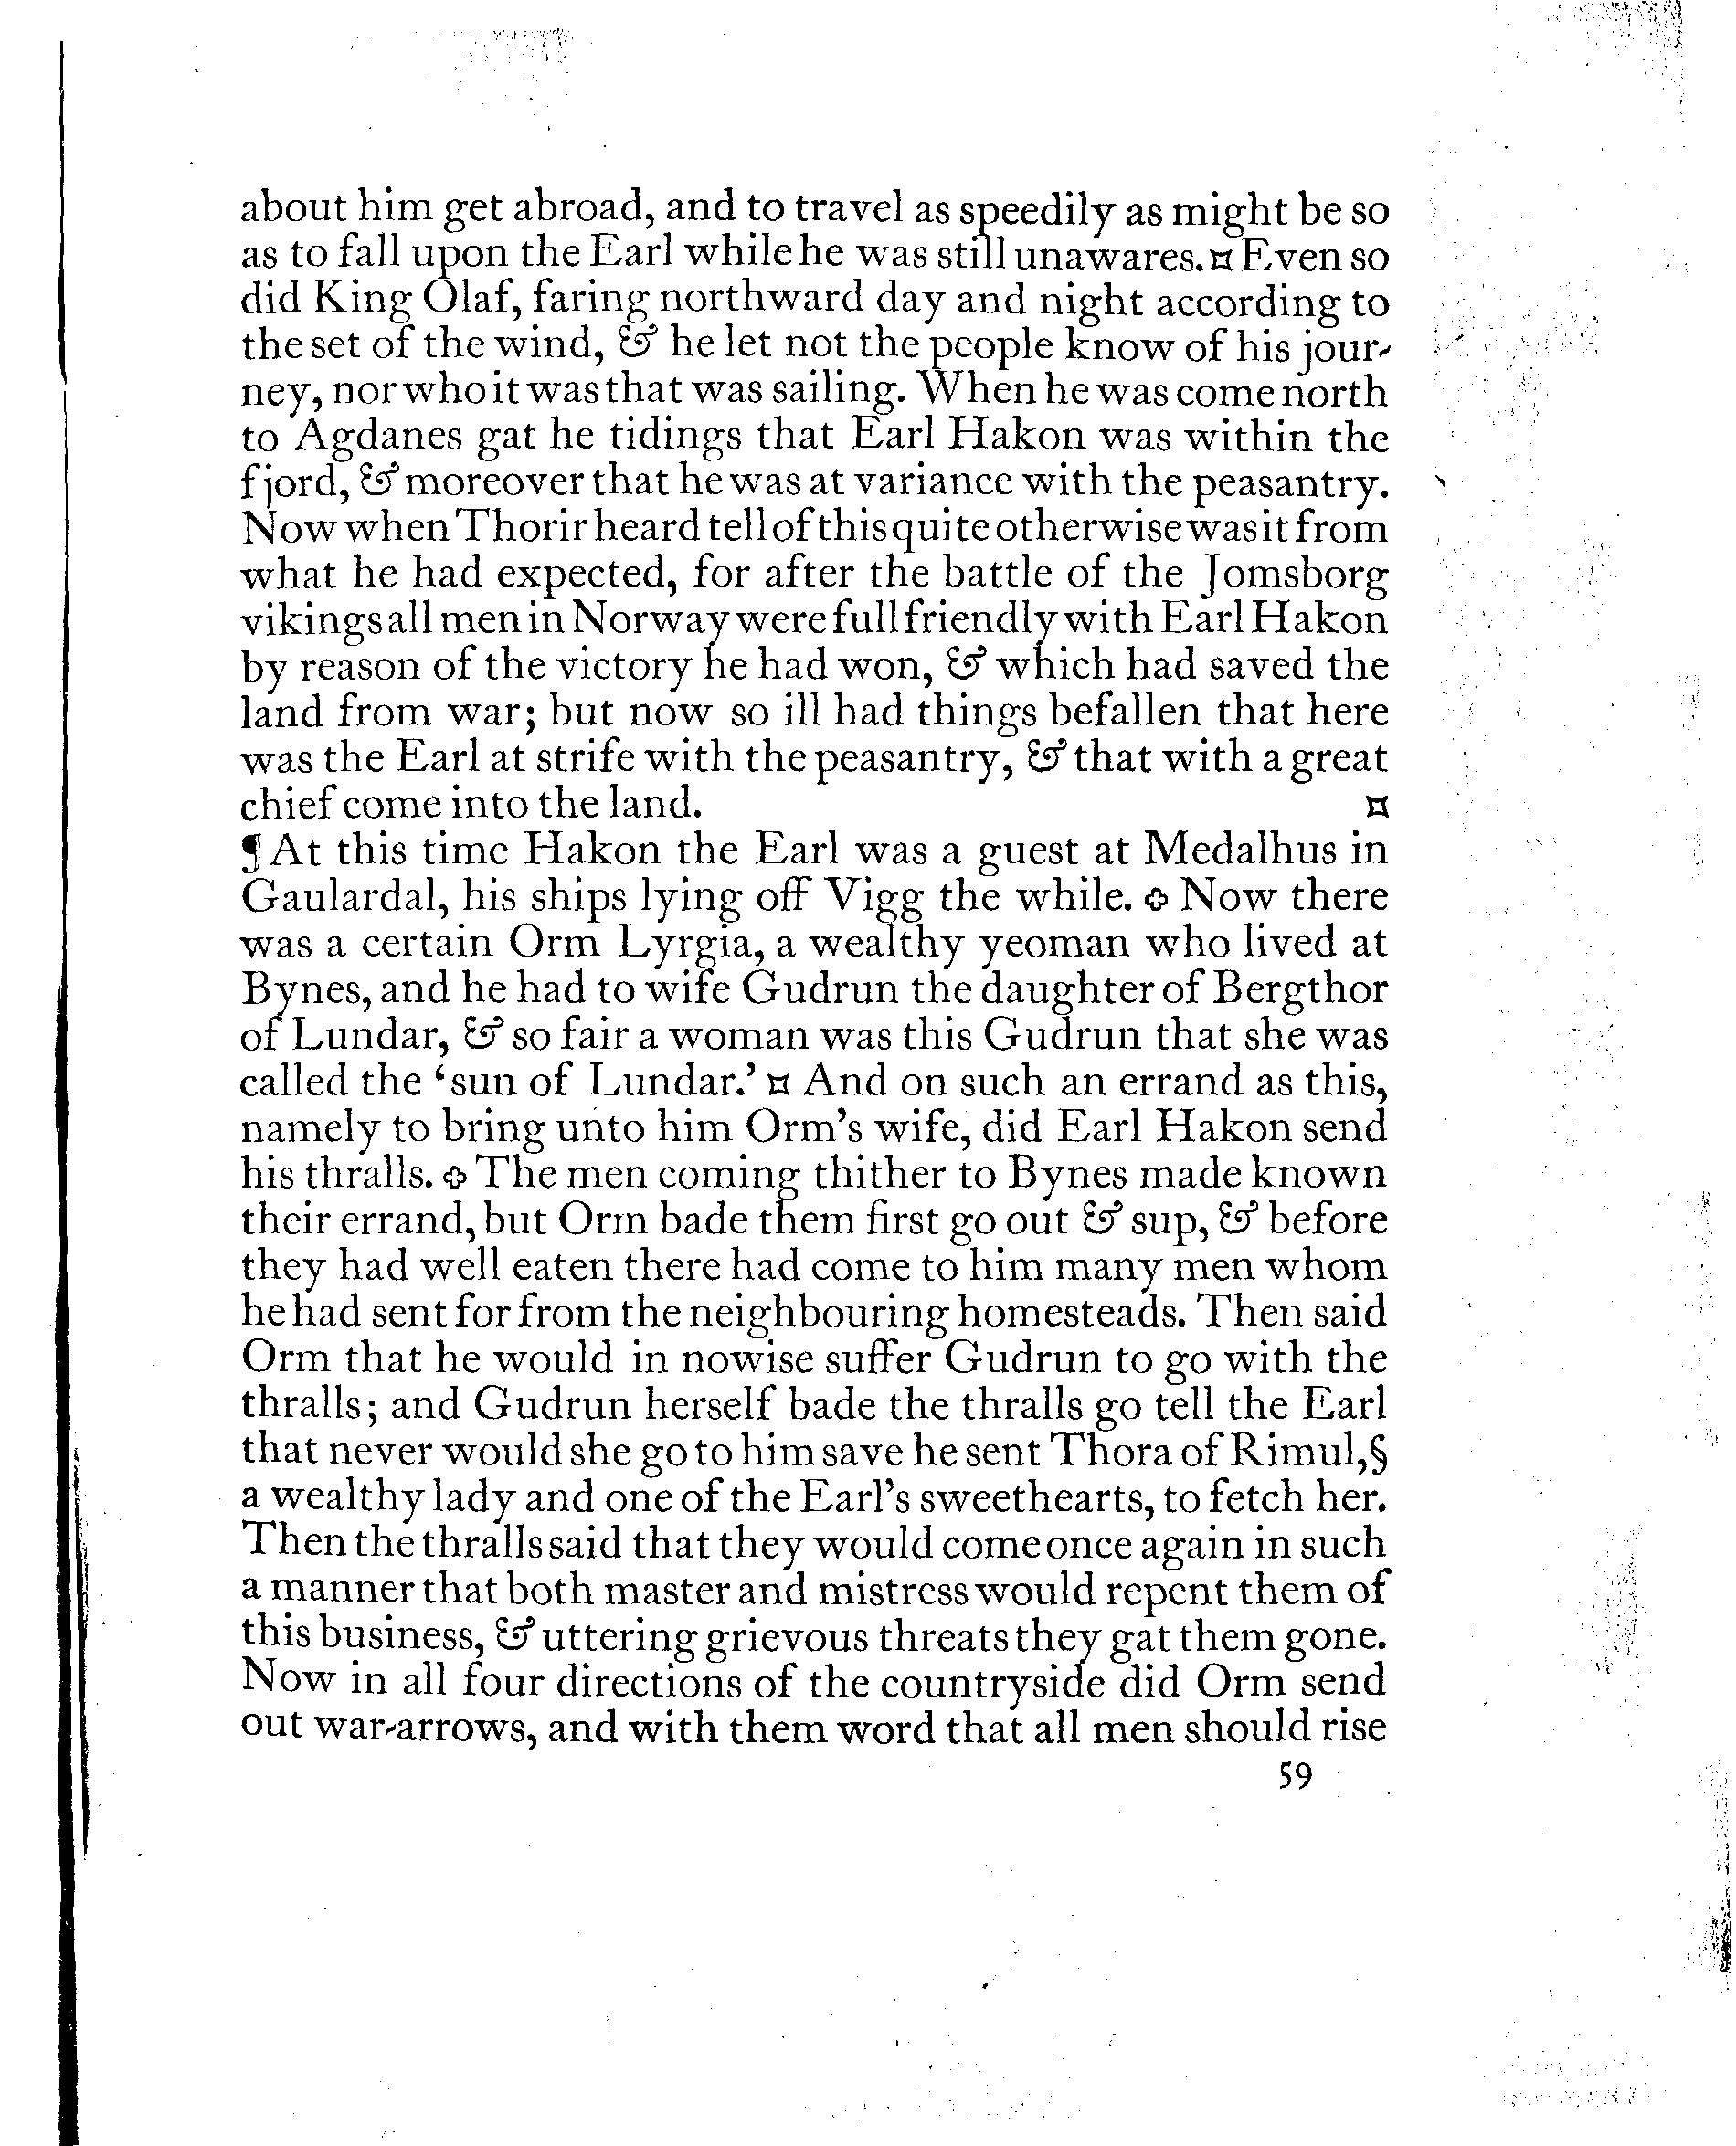 about him get abroad, and to travel as speedily as might be so
as to fall upon the Earl while he was still unawares. ¤ Even so
did King Olaf, faring northward day and night according to
the set of the wind, & he let not the people know of his jour-
ney, nor who it was that was sailing. When he was come north
to Agdanes gat he tidings that Earl Hakon was within the
fjord, & moreover that he was at variance with the peasantry.
Now when Thorir heard tell of this quite otherwise was it from
what he had expected, for after the battle of the Jomsborg
vikings all men in Norway were full friendly with Earl Hakon
by reason of the victory he had won, & which had saved the
land from war; but now so ill had things befallen that here
was the Earl at strife with the peasantry, & that with a great
chief come into the land. ¤
¶ At this time Hakon the Earl was a guest at Medalhus in
Gaulardal, his ships lying off Vigg the while. ✣ Now there
was a certain Orm Lyrgia, a wealthy yeoman who lived at
Bynes, and he had to wife Gudrun the daughter of Bergthor
of Lundar, & so fair a woman was this Gudrun that she was
called the ‘sun of Lundar.’ ¤ And on such an errand as this,
namely to bring unto him Orm’s wife, did Earl Hakon send
his thralls. ✣ The men coming thither to Bynes made known
their errand, but Orm bade them first go out & sup, & before
they had well eaten there had come to him many men whom
he had sent for from the neighbouring homesteads. Then said
Orm that he would in nowise suffer Gudrun to go with the
thralls; and Gudrun herself bade the thralls go tell the Earl
that never would she go to him save he sent Thora of Rimul,§
a wealthy lady and one of the Earl’s sweethearts, to fetch her.
Then the thralls said that they would come once again in such
a manner that both master and mistress would repent them of
this business, & uttering grievous threats they gat them gone.
Now in all four directions of the countryside did Orm send
out war-arrows, and with them word that all men should rise
59